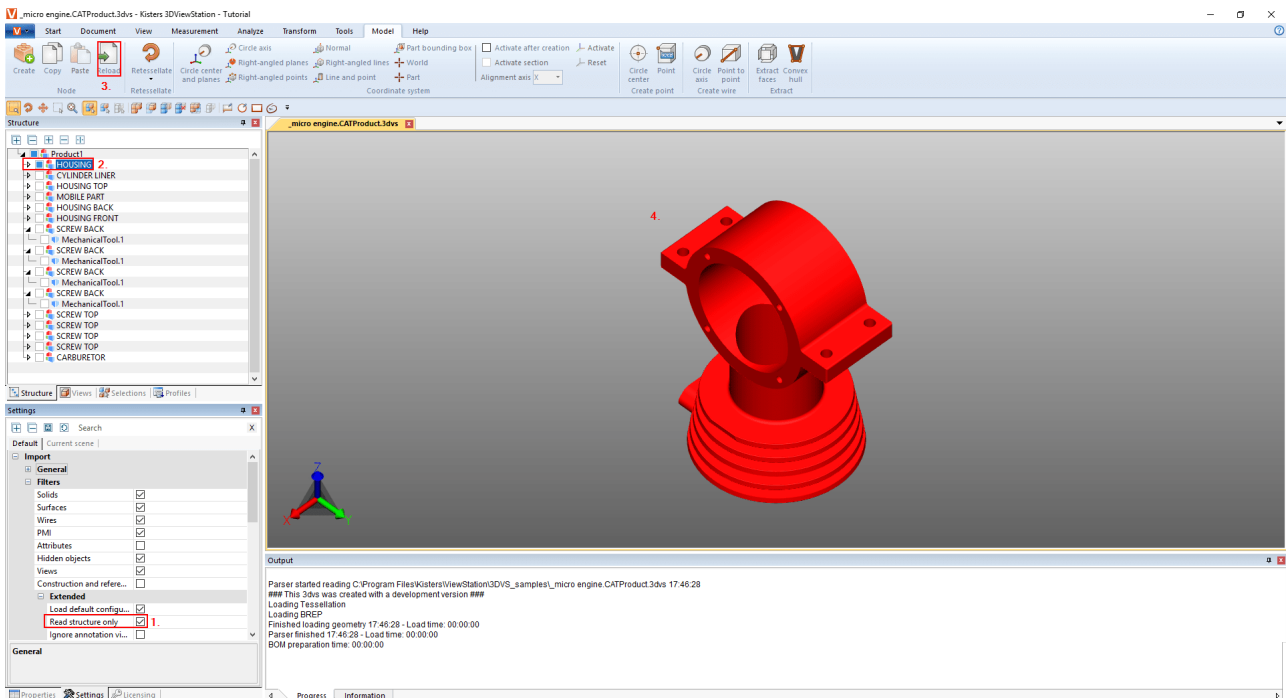 _micro engine.CATProduct.3dvs - Kisters 3DViewStation - Tutorial
Start Document View Measurement Analyze Transform Tools Model Help
Create Copy Paste Reload
3.
Node
Retessellate
Retessellate
Circle center and planes
Circle axis Normal Part bounding box
Right-angled planes Right-angled lines World
Right-angled points Line and point Part
Activate after creation Activate
Activate section Reset
Alignment axis X
Coordinate system
Circle center Point
Create point
Circle axis Point to point
Create wire
Extract faces Convex hull
Extract
Structure
_micro engine.CATProduct.3dvs
Product1
HOUSING 2.
CYLINDER LINER
HOUSING TOP
MOBILE PART
HOUSING BACK
HOUSING FRONT
SCREW BACK
MechanicalTool.1
SCREW BACK
MechanicalTool.1
SCREW BACK
MechanicalTool.1
SCREW BACK
MechanicalTool.1
SCREW TOP
SCREW TOP
SCREW TOP
SCREW TOP
CARBURETOR
Structure Views Selections Profiles
4.
Z
X
Y
Settings
Search X
Default Current scene
Import
General
Filters
Solids
Surfaces
Wires
PMI
Attributes
Hidden objects
Views
Construction and refere...
Extended
Load default configu...
Read structure only 1.
Ignore annotation vi...
General
Properties Settings Licensing
Output
Parser started reading C:\Program Files\Kisters\ViewStation\3DVS_samples\_micro engine.CATProduct.3dvs 17:46:28
### This 3dvs was created with a development version ###
Loading Tessellation
Loading BREP
Finished loading geometry 17:46:28 - Load time: 00:00:00
Parser finished 17:46:28 - Load time: 00:00:00
BOM preparation time: 00:00:00
Progress Information